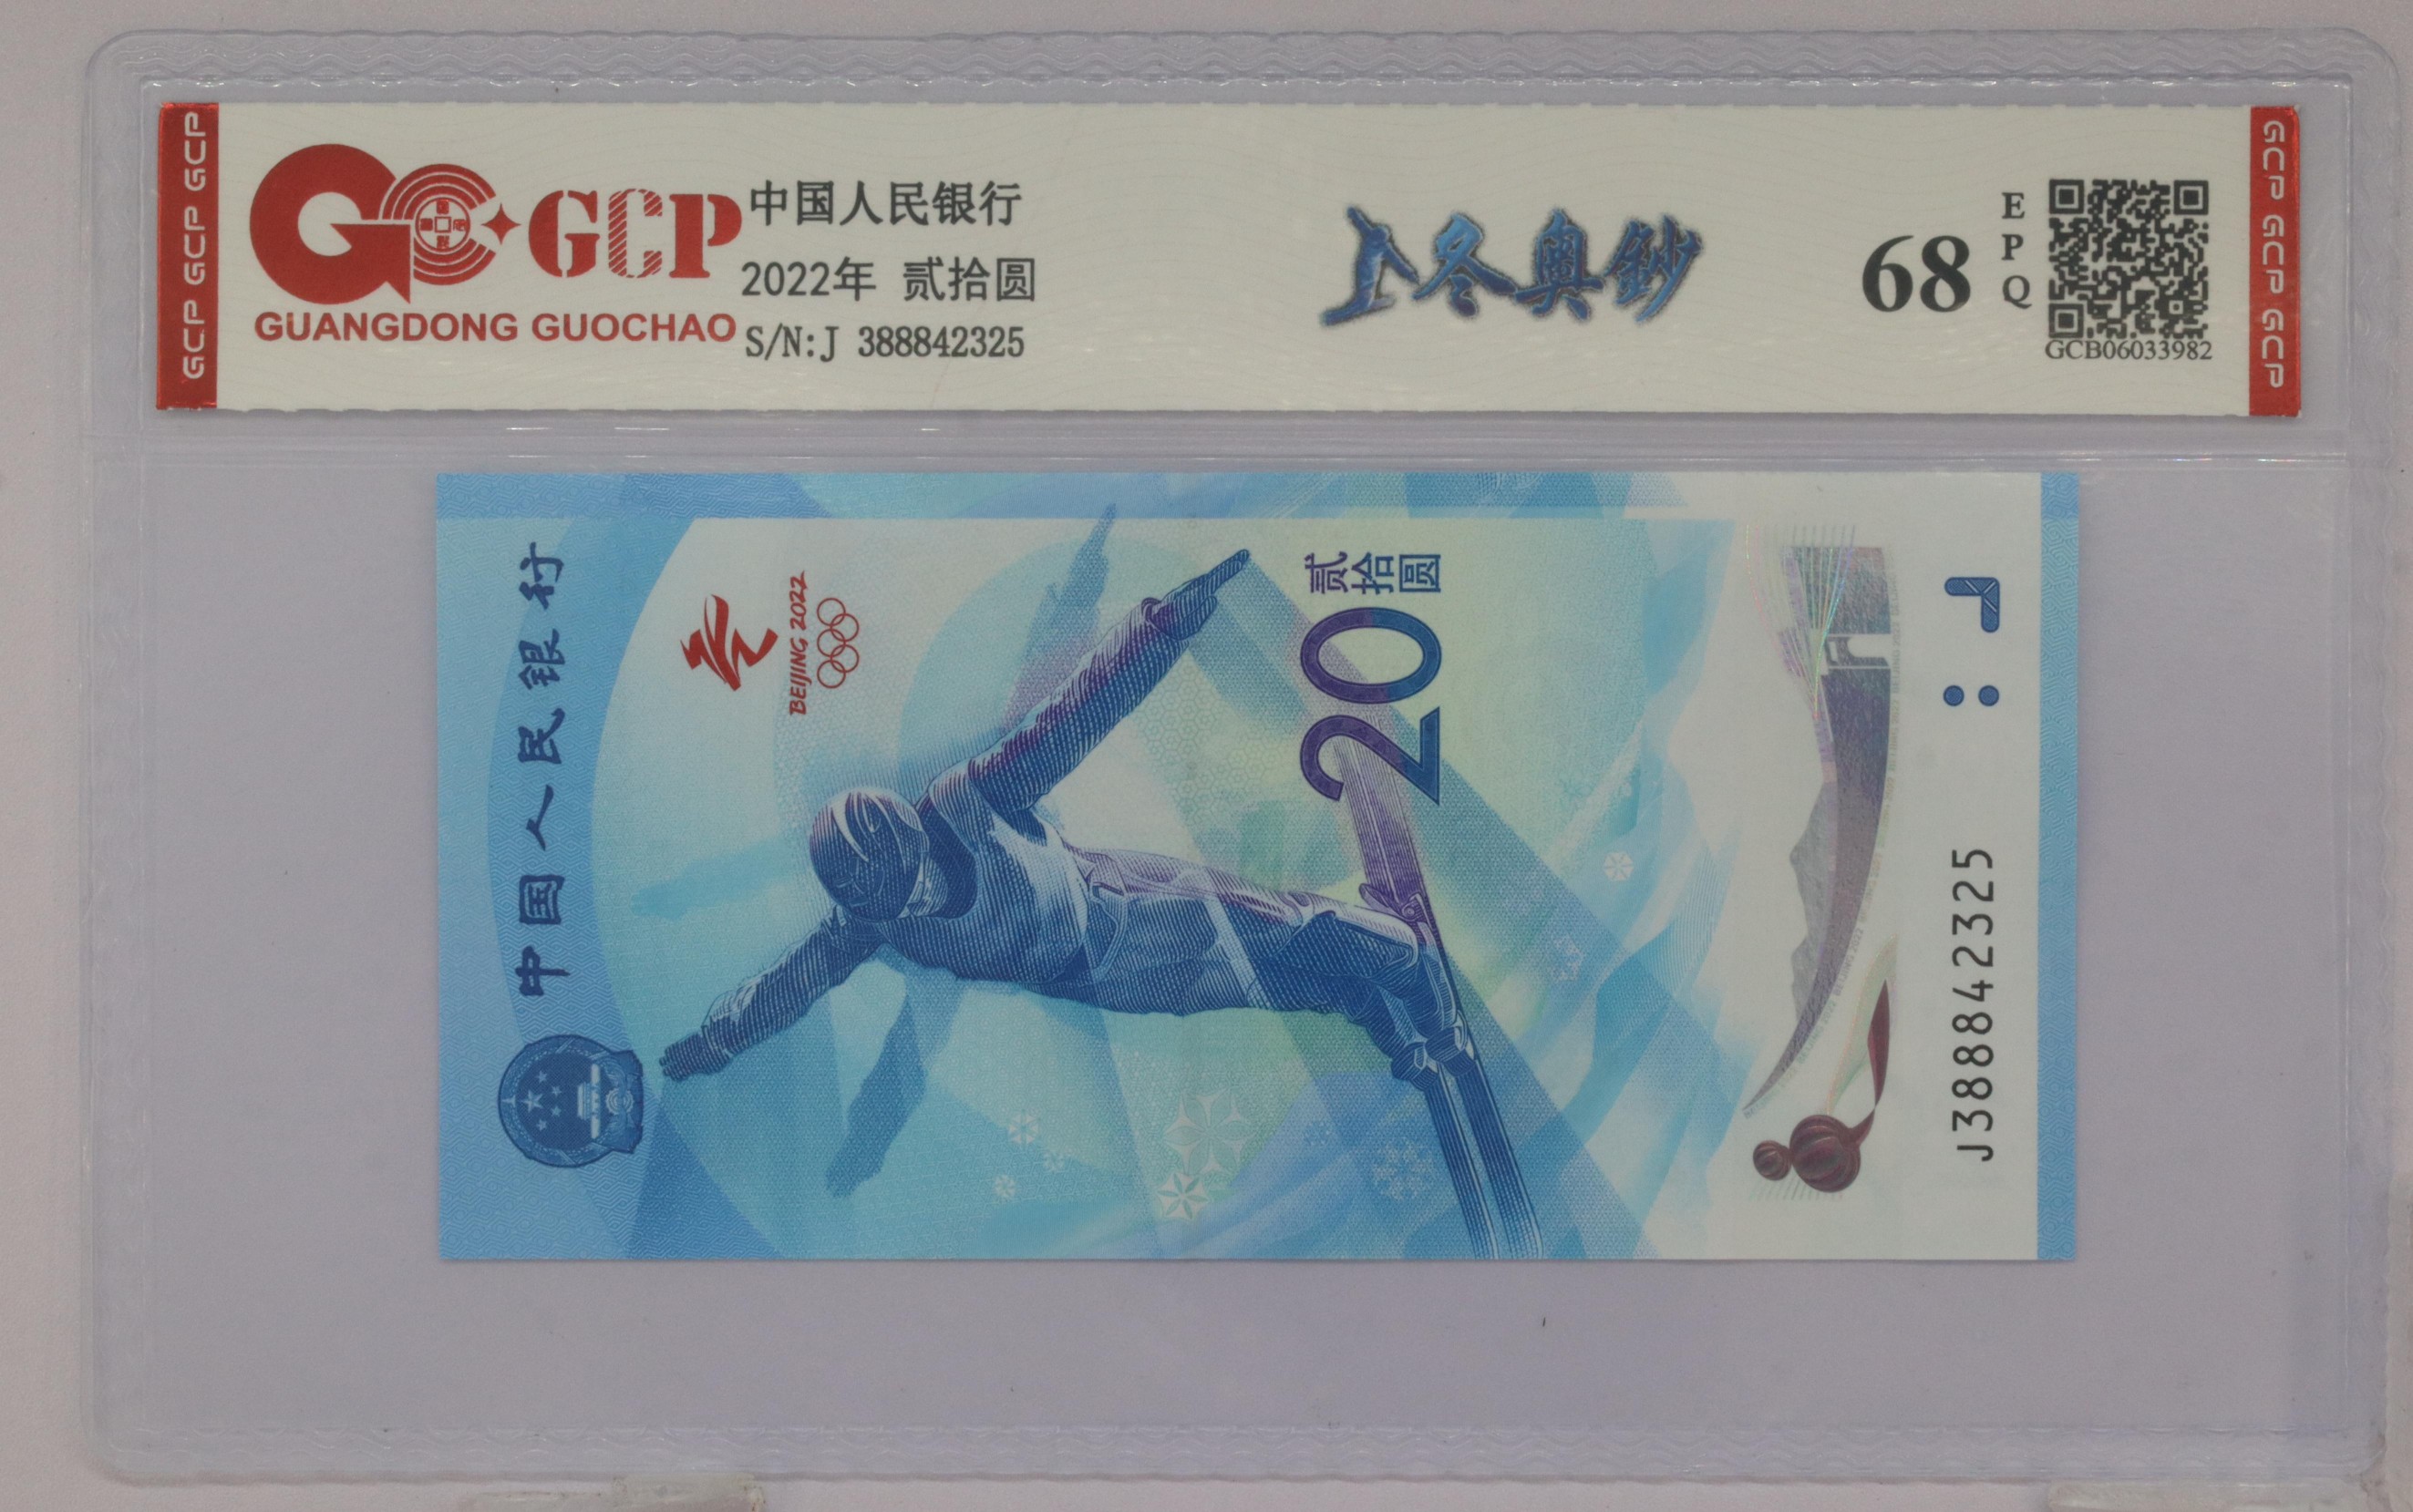 GCP GCP GCP
GCP
GUANGDONG GUOCHAO
中国人民银行
2022年 贰拾圆
S/N:J 388842325
冬奥鈔
68
EPQ
GCB06033982
GCP GCP GCP
中国人民银行
BEIJING 2022
贰拾圆
20
J388842325